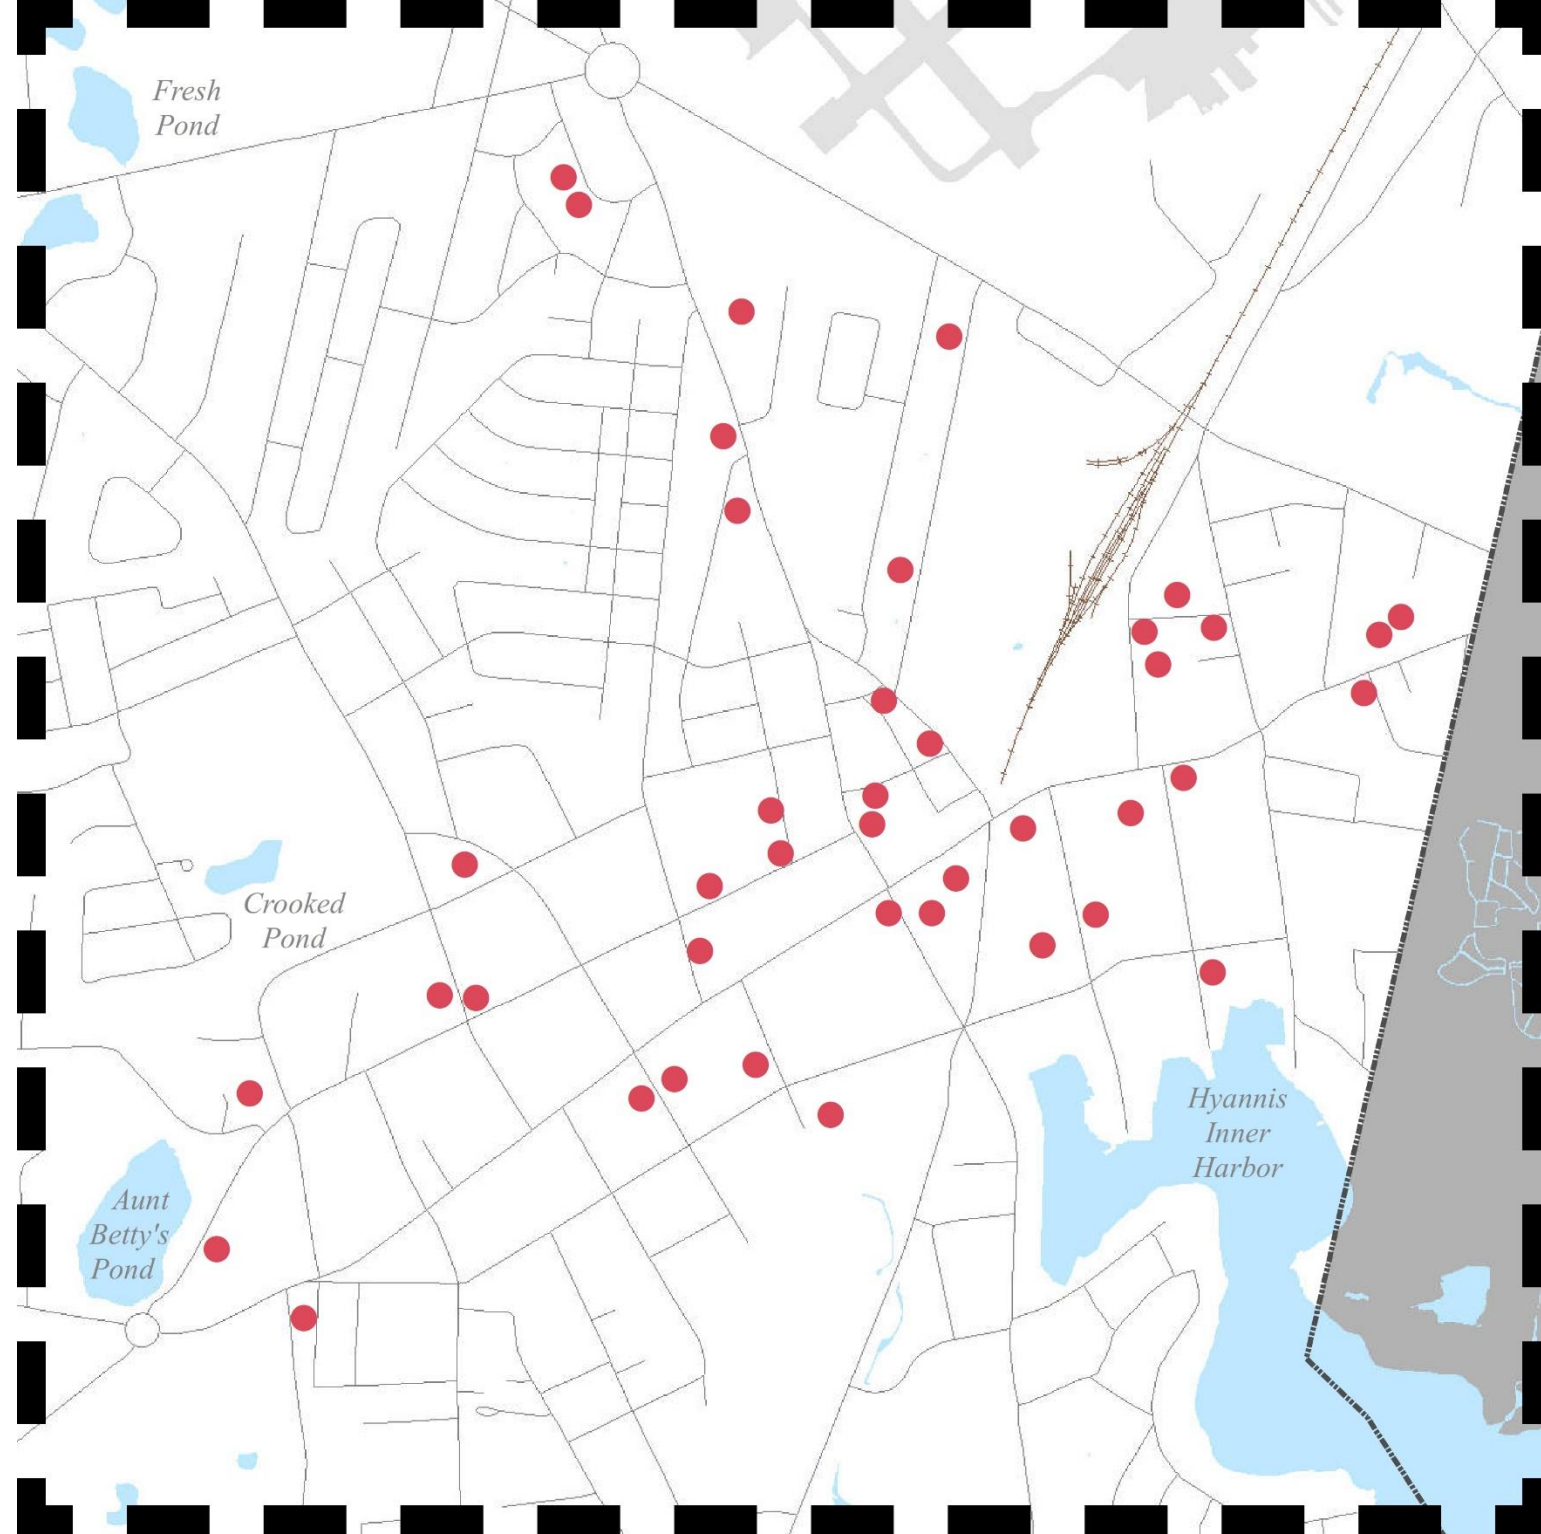 Fresh
Pond
Crooked
Pond
Hyannis
Inner
Harbor
Aunt
Betty's
Pond